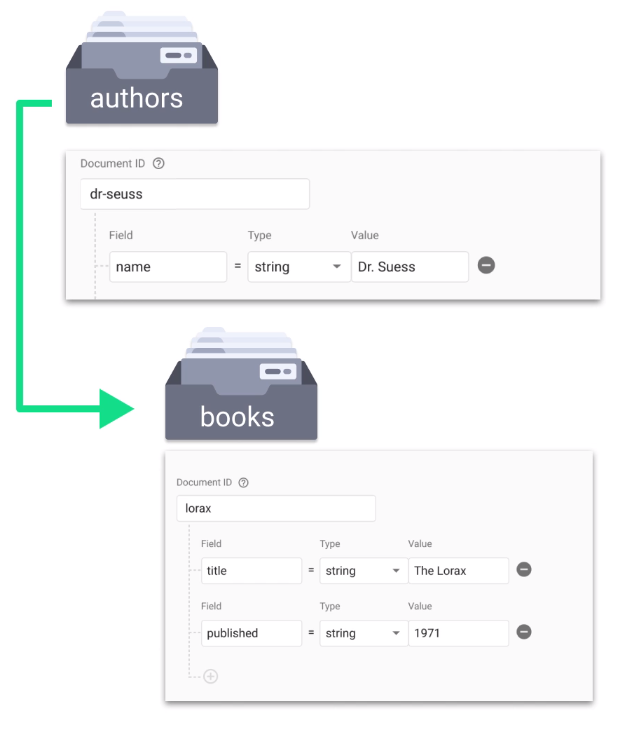 authors
Document ID
dr-seuss
Field Type Value
name = string Dr. Suess
books
Document ID
lorax
Field Type Value
title = string The Lorax
Field Type Value
published = string 1971